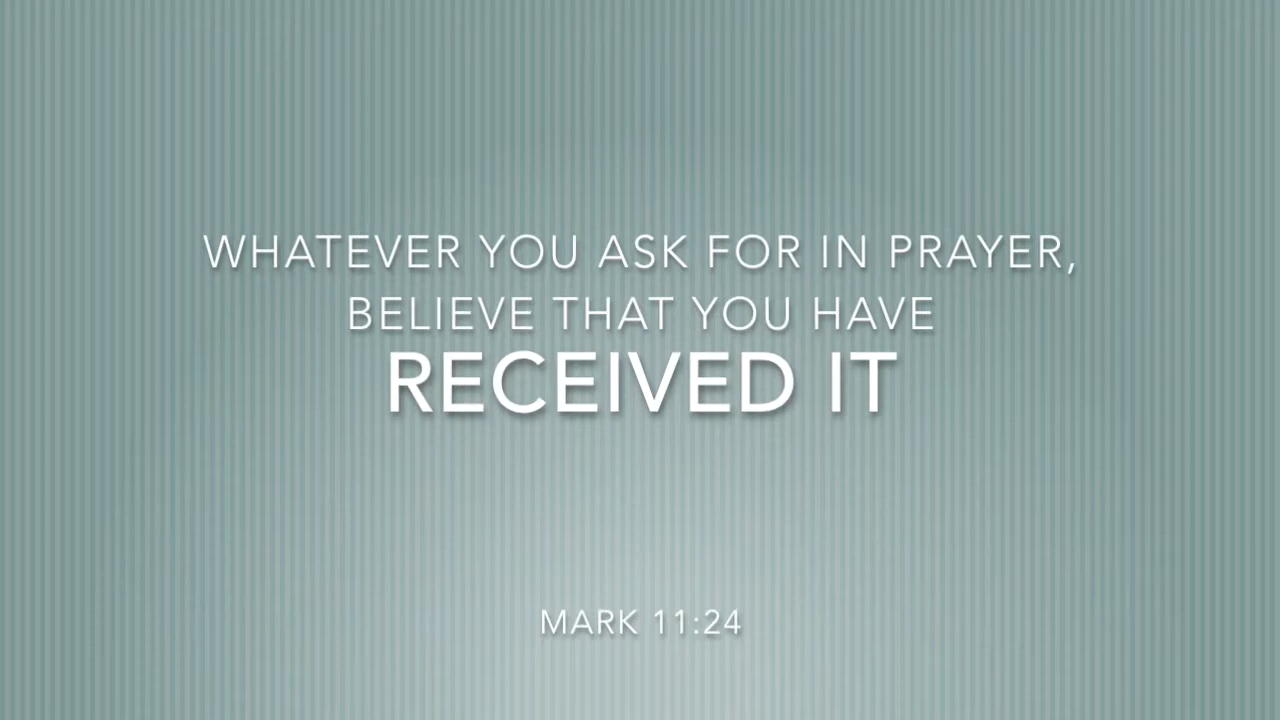 WHATEVER YOU ASK FOR IN PRAYER,
BELIEVE THAT YOU HAVE
RECEIVED IT
MARK 11:24